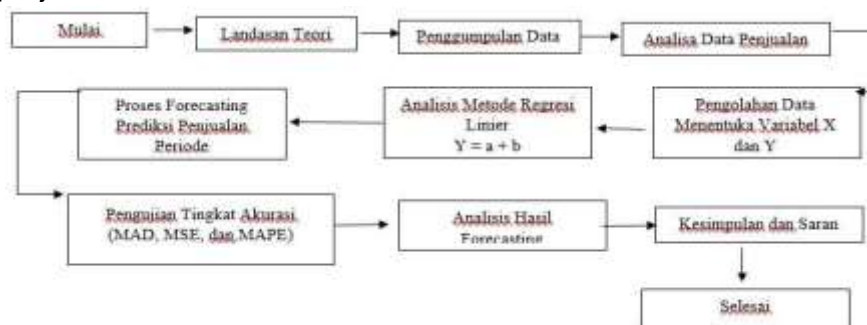 Mulai
Landasan Teori
Penggumpulan Data
Analisa Data Penjualan
Pengolahan Data
Menentuka Variabel X
dan Y
Analisis Metode Regresi
Linier
Y = a + b
Proses Forecasting
Prediksi Penjualan
Periode
Pengujian Tingkat Akurasi
(MAD, MSE, dan MAPE)
Analisis Hasil
Forecasting
Kesimpulan dan Saran
Selesai